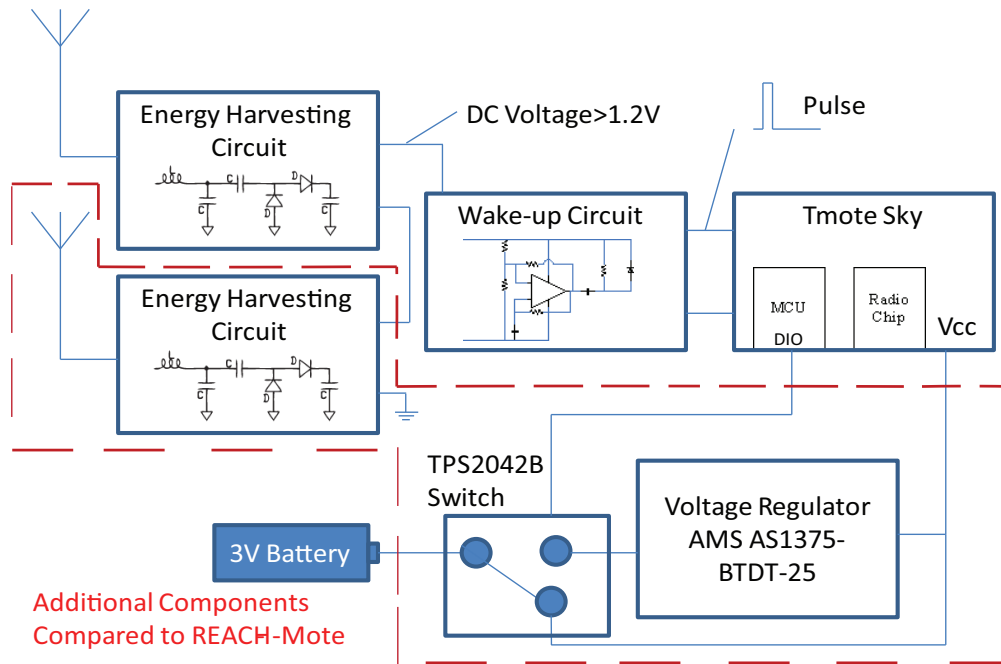 Energy Harvesting
Circuit
C
C
D
D
C
DC Voltage>1.2V
Pulse
Wake-up Circuit
Tmote Sky
MCU
DIO
Radio
Chip
Vcc
Energy Harvesting
Circuit
C
C
D
D
C
TPS2042B
Switch
3V Battery
Voltage Regulator
AMS AS1375-
BTDT-25
Additional Components
Compared to REACH-Mote